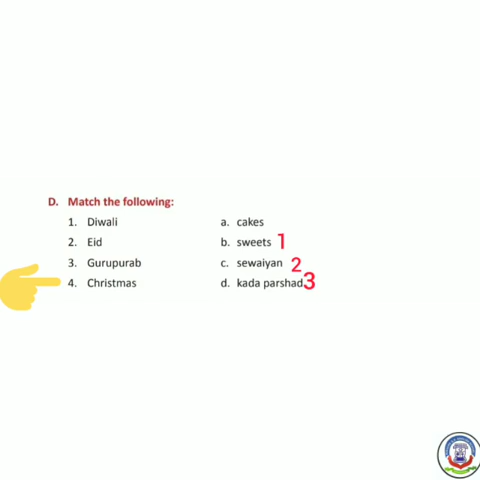 D. Match the following:
1. Diwali a. cakes
2. Eid b. sweets 1
3. Gurupurab c. sewaiyan 2
4. Christmas d. kada parshad 3